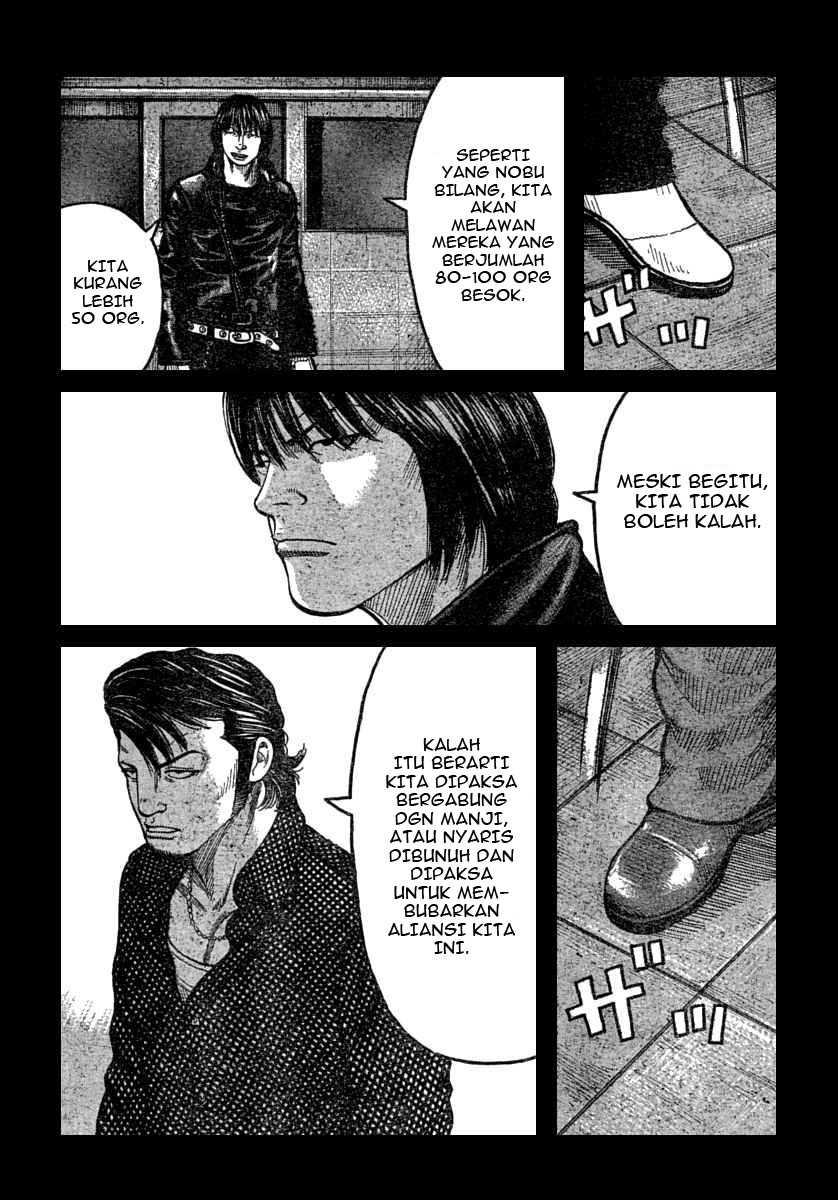 ザッ
SEPERTI
YANG NOBU
BILANG, KITA
AKAN
MELAWAN
MEREKA YANG
BERJUMLAH
80-100 ORG
BESOK.
KITA
KURANG
LEBIH
50 ORG.
MESKI BEGITU,
KITA TIDAK
BOLEH KALAH.
ザッ
KALAH
ITU BERARTI
KITA DIPAKSA
BERGABUNG
DGN MANJI,
ATAU NYARIS
DIBUNUH DAN
DIPAKSA
UNTUK MEM-
BUBARKAN
ALIANSI KITA
INI.